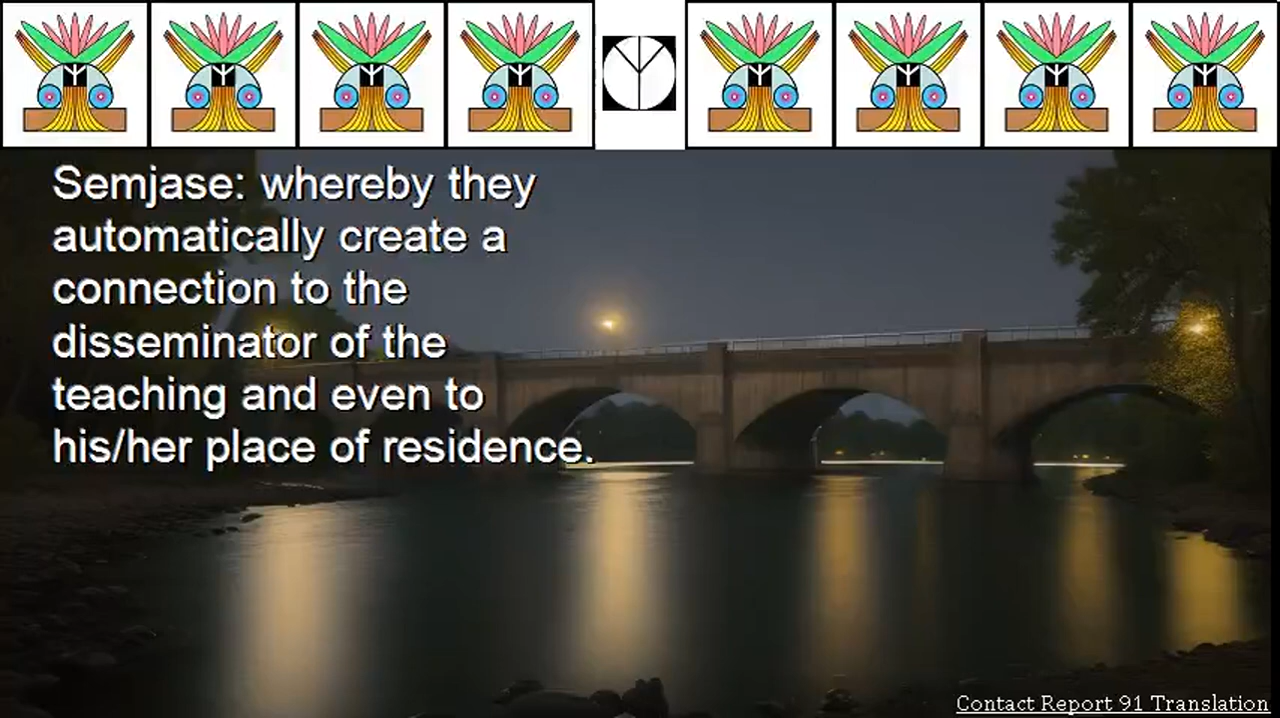 Semjase: whereby they
automatically create a
connection to the
disseminator of the
teaching and even to
his/her place of residence.
Contact Report 91 Translation